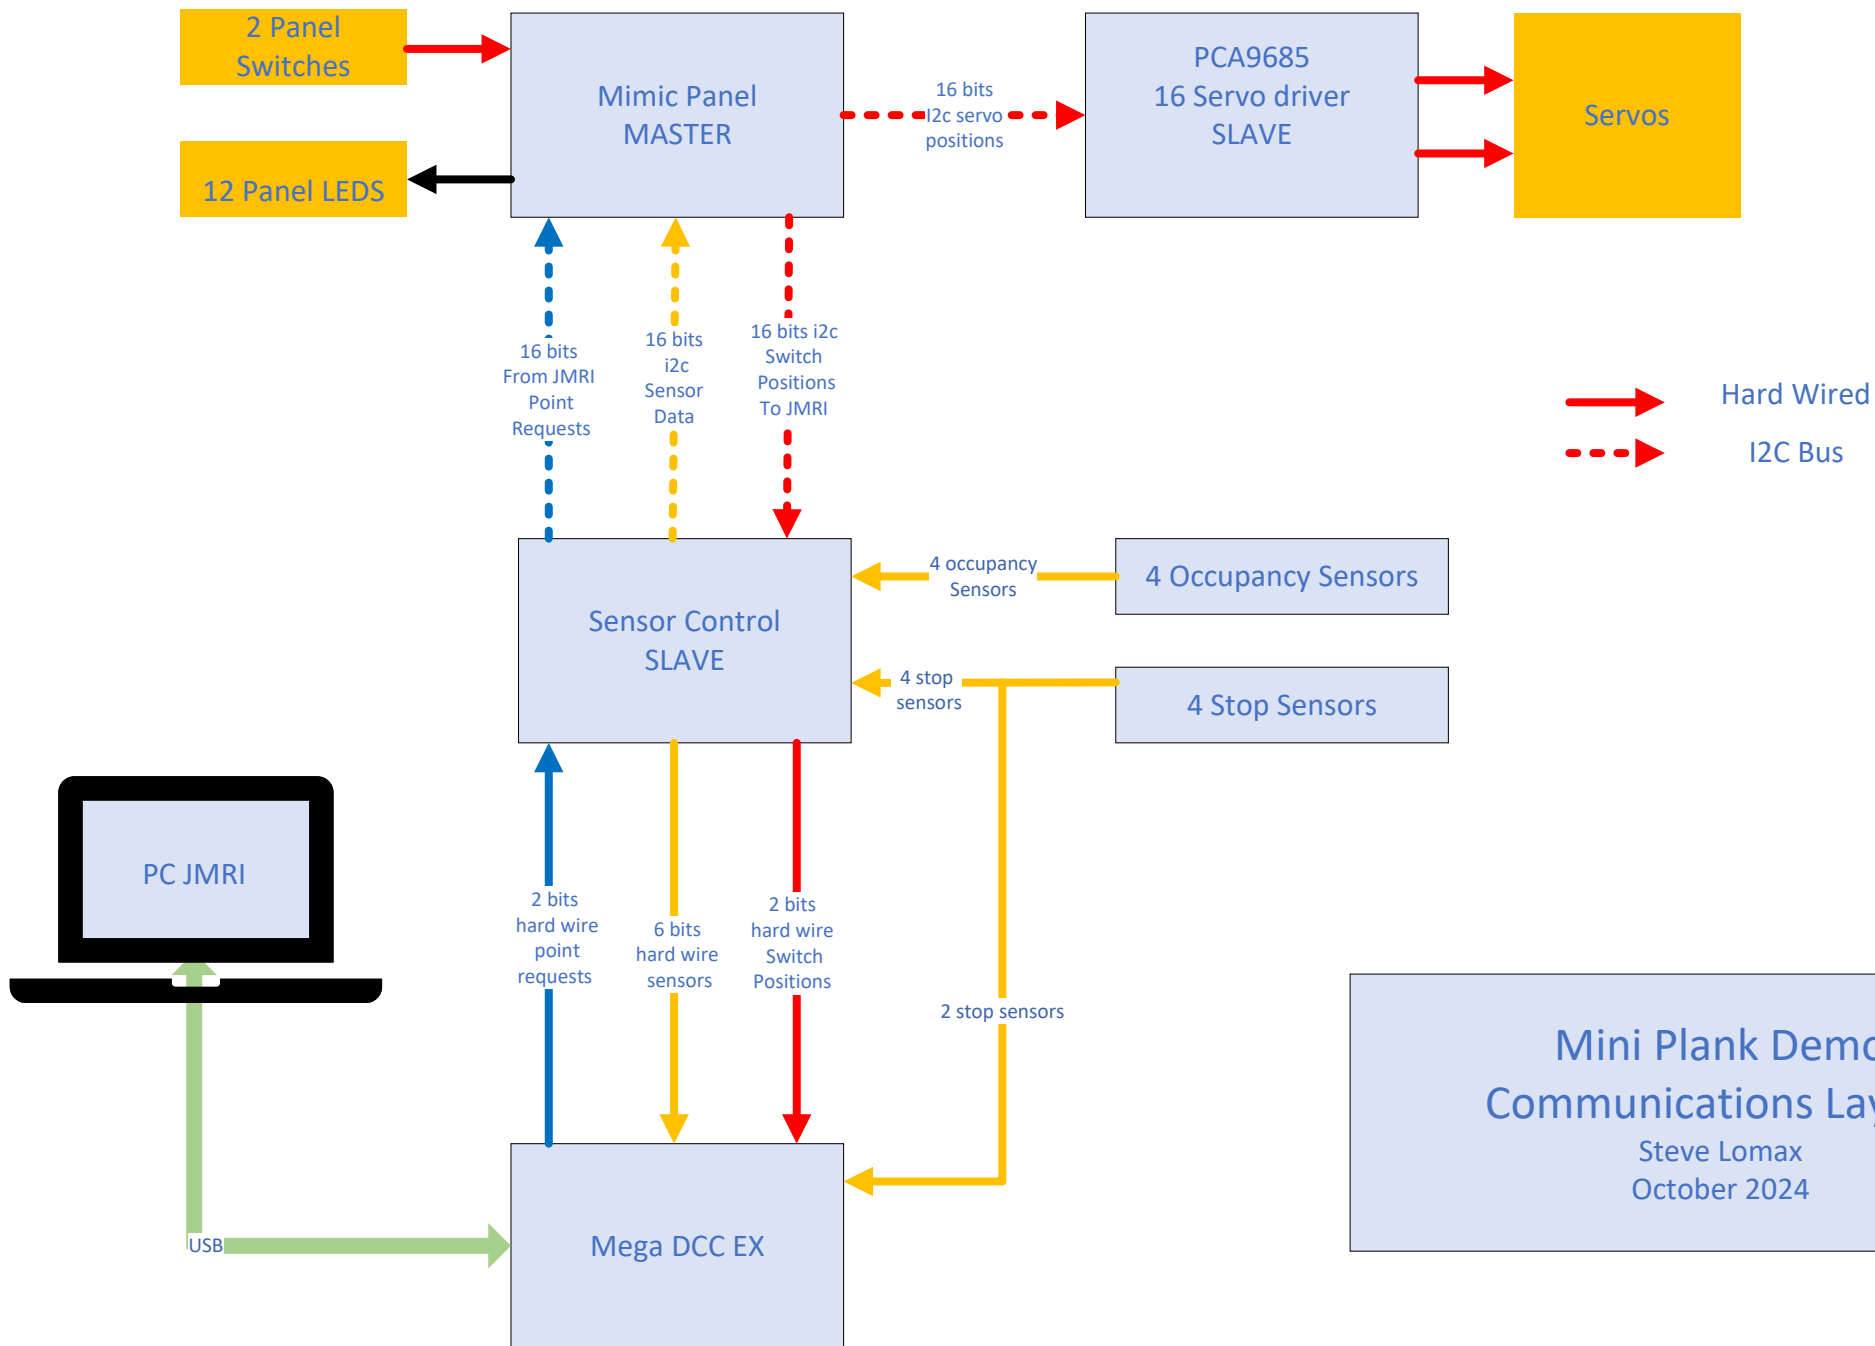 2 Panel
Switches
12 Panel LEDS
Mimic Panel
MASTER
16 bits
I2c servo
positions
PCA9685
16 Servo driver
SLAVE
Servos
16 bits
From JMRI
Point
Requests
16 bits
i2c
Sensor
Data
16 bits i2c
Switch
Positions
To JMRI
Hard Wired
I2C Bus
Sensor Control
SLAVE
4 occupancy
Sensors
4 Occupancy Sensors
4 stop
sensors
4 Stop Sensors
PC JMRI
2 bits
hard wire
point
requests
6 bits
hard wire
sensors
2 bits
hard wire
Switch
Positions
2 stop sensors
USB
Mega DCC EX
Mini Plank Demo
Communications
Steve Lomax
October 2024